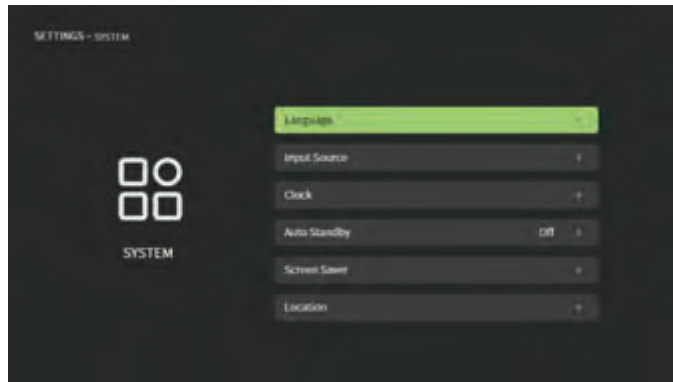 SETTINGS - SYSTEM
Language
Input Source
Clock
Auto Standby Off
Screen Saver
Location
SYSTEM